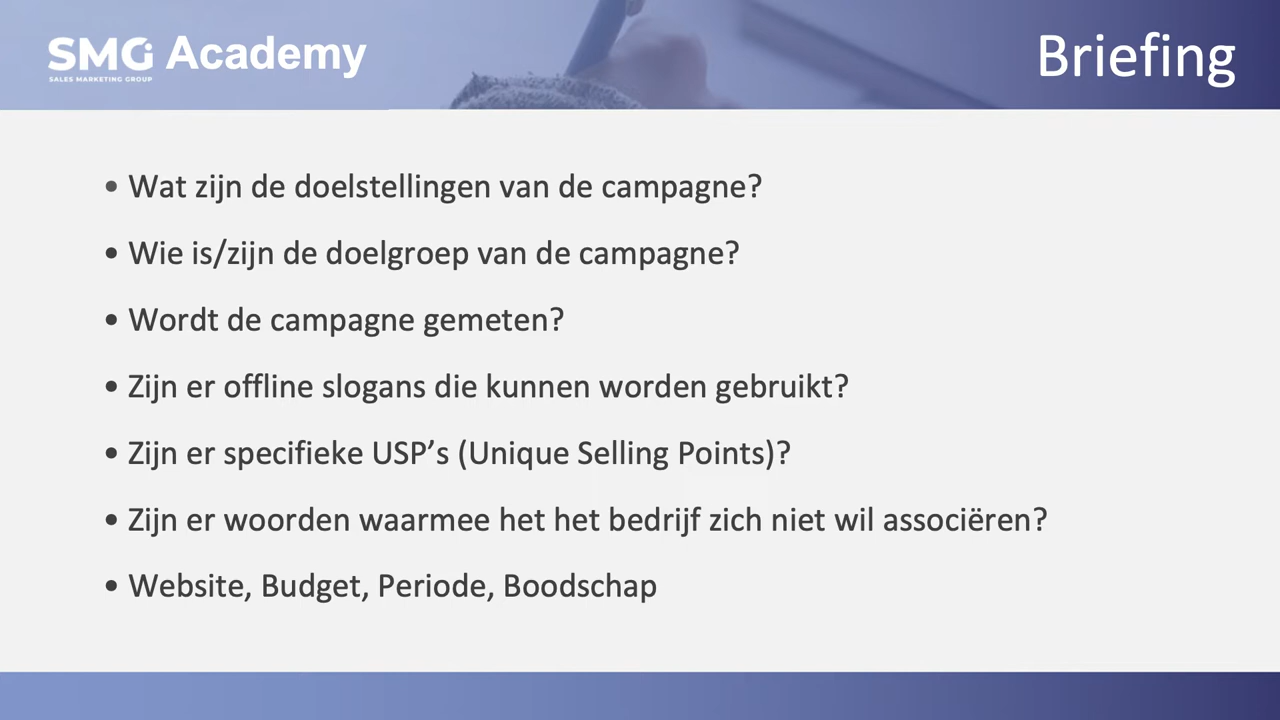 SMG Academy
SALES MARKETING GROUP
Briefing
• Wat zijn de doelstellingen van de campagne?
• Wie is/zijn de doelgroep van de campagne?
• Wordt de campagne gemeten?
• Zijn er offline slogans die kunnen worden gebruikt?
• Zijn er specifieke USP’s (Unique Selling Points)?
• Zijn er woorden waarmee het het bedrijf zich niet wil associëren?
• Website, Budget, Periode, Boodschap